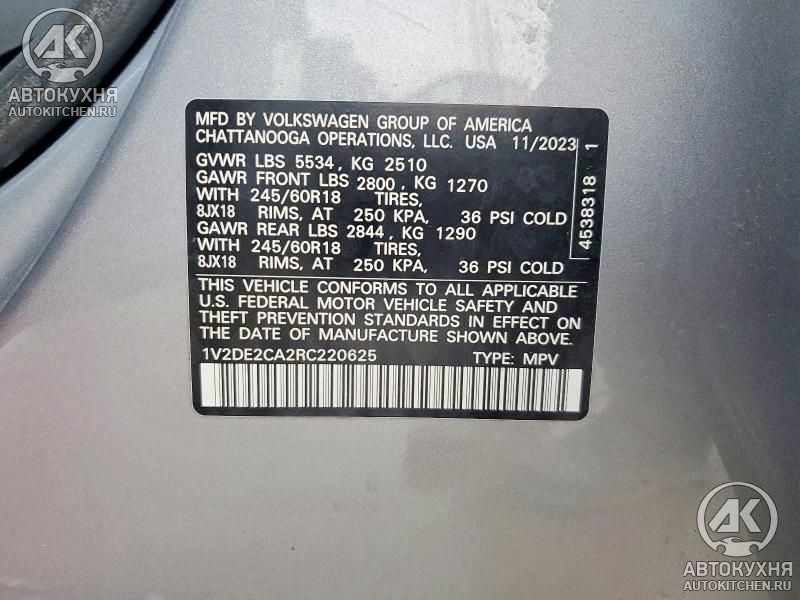 АК
АВТОКУХНЯ
AUTOKITCHEN.RU
АК
АВТОКУХНЯ
AUTOKITCHEN.RU
MFD BY VOLKSWAGEN GROUP OF AMERICA
CHATTANOOGA OPERATIONS, LLC. USA 11/2023
GVWR LBS 5534, KG 2510
GAWR FRONT LBS 2800, KG 1270
WITH 245/60R18 TIRES,
8JX18 RIMS, AT 250 KPA, 36 PSI COLD
GAWR REAR LBS 2844, KG 1290
WITH 245/60R18 TIRES,
8JX18 RIMS, AT 250 KPA, 36 PSI COLD
4538318 1
THIS VEHICLE CONFORMS TO ALL APPLICABLE
U.S. FEDERAL MOTOR VEHICLE SAFETY AND
THEFT PREVENTION STANDARDS IN EFFECT ON
THE DATE OF MANUFACTURE SHOWN ABOVE.
1V2DE2CA2RC220625 TYPE: MPV
АК
АВТОКУХНЯ
AUTOKITCHEN.RU